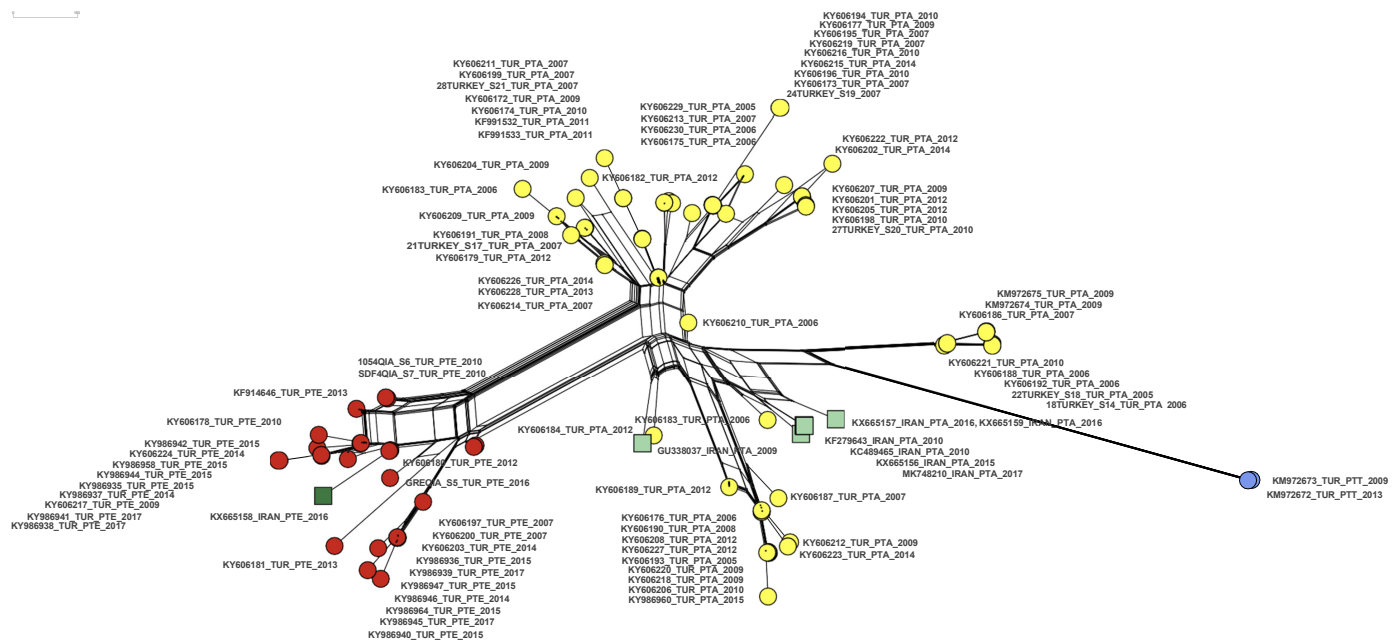 KY606194_TUR_PTA_2010
KY606177_TUR_PTA_2009
KY606195_TUR_PTA_2007
KY606219_TUR_PTA_2007
KY606216_TUR_PTA_2010
KY606215_TUR_PTA_2014
KY606196_TUR_PTA_2010
KY606173_TUR_PTA_2007
24TURKEY_S19_2007
KY606211_TUR_PTA_2007
KY606199_TUR_PTA_2007
28TURKEY_S21_TUR_PTA_2007
KY606172_TUR_PTA_2009
KY606174_TUR_PTA_2010
KF991532_TUR_PTA_2011
KF991533_TUR_PTA_2011
KY606229_TUR_PTA_2005
KY606213_TUR_PTA_2007
KY606230_TUR_PTA_2006
KY606175_TUR_PTA_2006
KY606222_TUR_PTA_2012
KY606202_TUR_PTA_2014
KY606204_TUR_PTA_2009
KY606182_TUR_PTA_2012
KY606183_TUR_PTA_2006
KY606207_TUR_PTA_2009
KY606201_TUR_PTA_2012
KY606205_TUR_PTA_2012
KY606198_TUR_PTA_2010
27TURKEY_S20_TUR_PTA_2010
KY606209_TUR_PTA_2009
KY606191_TUR_PTA_2008
21TURKEY_S17_TUR_PTA_2007
KY606179_TUR_PTA_2012
KY606226_TUR_PTA_2014
KY606228_TUR_PTA_2013
KY606214_TUR_PTA_2007
KY606210_TUR_PTA_2006
KM972675_TUR_PTA_2009
KM972674_TUR_PTA_2009
KY606186_TUR_PTA_2007
KY606221_TUR_PTA_2010
KY606188_TUR_PTA_2006
KY606192_TUR_PTA_2006
22TURKEY_S18_TUR_PTA_2005
18TURKEY_S14_TUR_PTA_2006
1054QIA_S6_TUR_PTE_2010
SDF4QIA_S7_TUR_PTE_2010
KF914646_TUR_PTE_2013
KY606178_TUR_PTE_2010
KY986942_TUR_PTE_2015
KY606224_TUR_PTE_2014
KY986958_TUR_PTE_2015
KY986944_TUR_PTE_2015
KY986935_TUR_PTE_2015
KY986937_TUR_PTE_2014
KY606217_TUR_PTE_2009
KY986941_TUR_PTE_2017
KY986938_TUR_PTE_2017
KY606180_TUR_PTE_2012
GREQIA_S5_TUR_PTE_2016
KX665158_IRAN_PTE_2016
KY606181_TUR_PTE_2013
KY606197_TUR_PTE_2007
KY606200_TUR_PTE_2007
KY606203_TUR_PTE_2014
KY986936_TUR_PTE_2015
KY986939_TUR_PTE_2017
KY986947_TUR_PTE_2015
KY986946_TUR_PTE_2014
KY986964_TUR_PTE_2015
KY986945_TUR_PTE_2017
KY986940_TUR_PTE_2015
KY606183_TUR_PTA_2006
KY606184_TUR_PTA_2012
GU338037_IRAN_PTA_2009
KX665157_IRAN_PTA_2016, KX665159_IRAN_PTA_2016
KF279643_IRAN_PTA_2010
KC489465_IRAN_PTA_2010
KX665156_IRAN_PTA_2015
MK748210_IRAN_PTA_2017
KY606189_TUR_PTA_2012
KY606187_TUR_PTA_2007
KY606176_TUR_PTA_2006
KY606190_TUR_PTA_2008
KY606208_TUR_PTA_2012
KY606227_TUR_PTA_2012
KY606193_TUR_PTA_2005
KY606220_TUR_PTA_2009
KY606218_TUR_PTA_2009
KY606206_TUR_PTA_2010
KY986960_TUR_PTA_2015
KY606212_TUR_PTA_2009
KY606223_TUR_PTA_2014
KM972673_TUR_PTT_2009
KM972672_TUR_PTT_2013